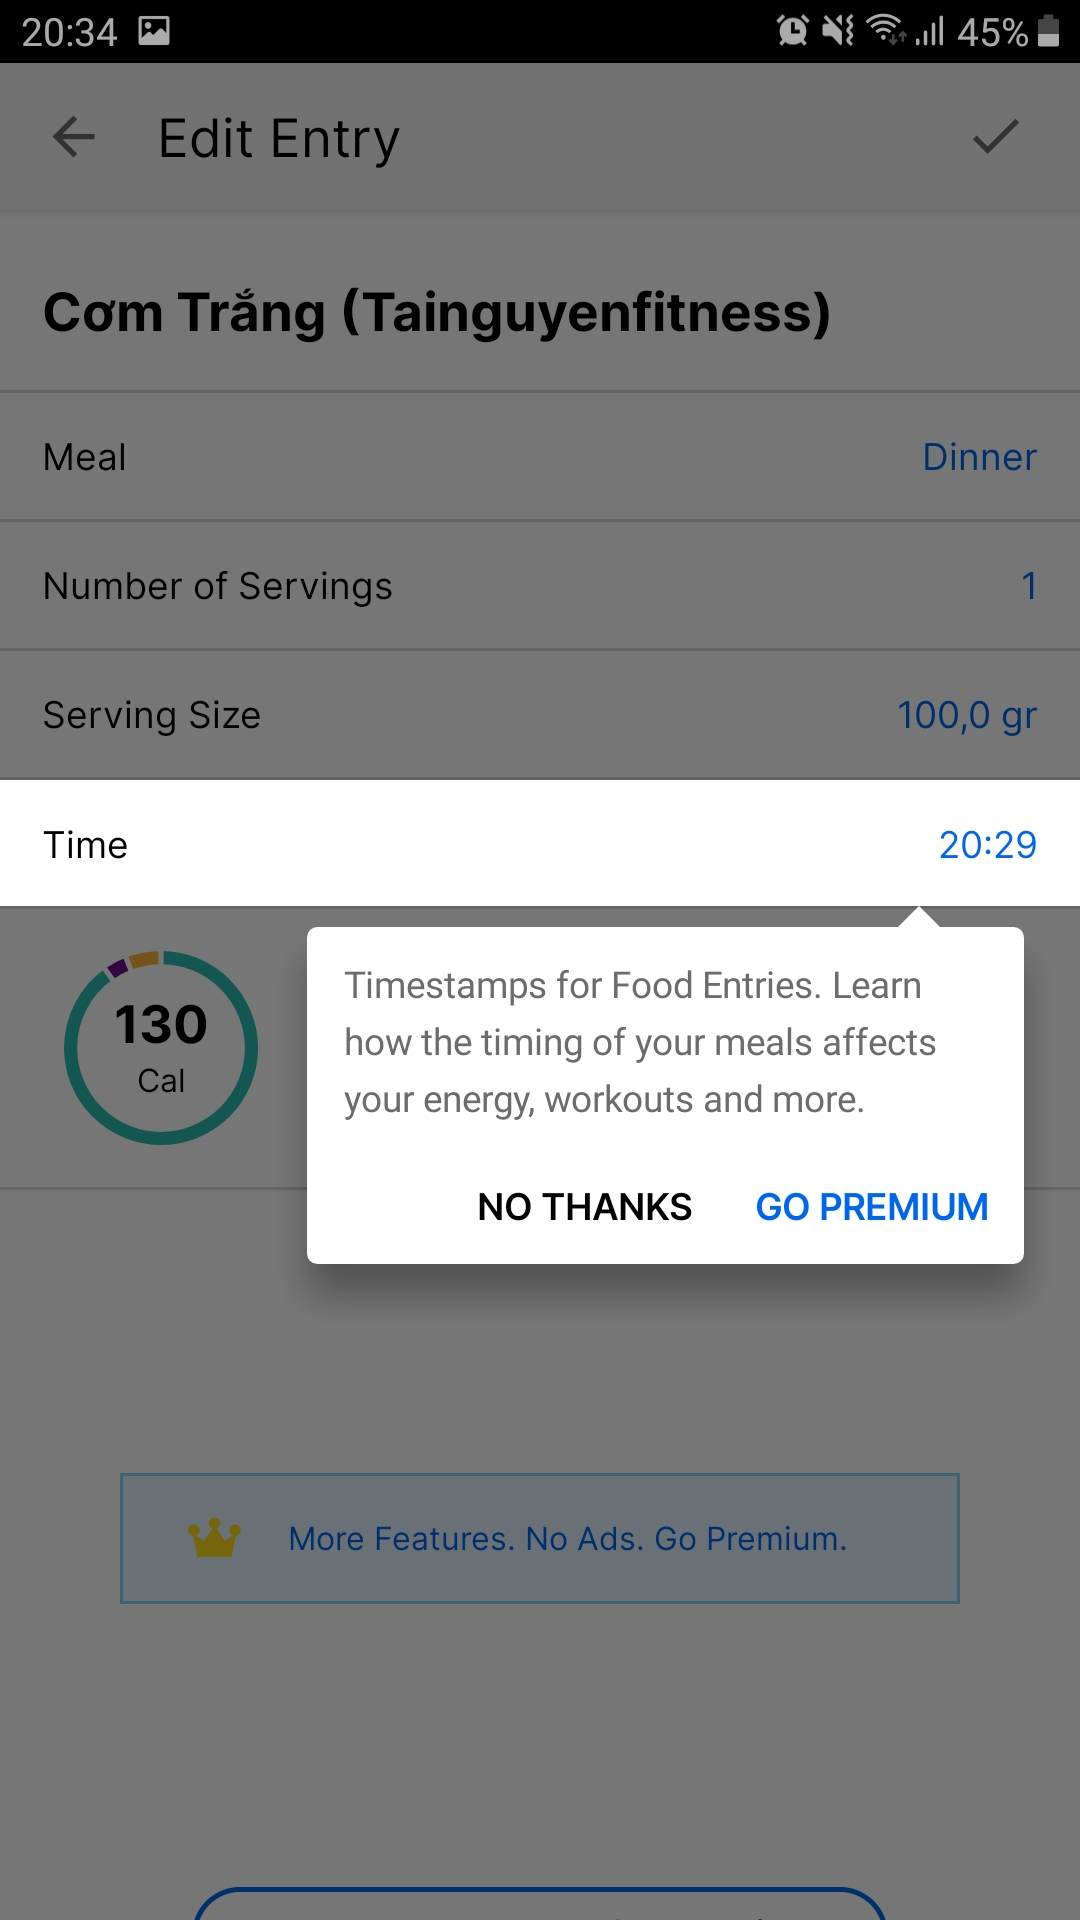 20:34 45%
Edit Entry
Cơm Trắng (Tainguyenfitness)
Meal Dinner
Number of Servings 1
Serving Size 100,0 gr
Time 20:29
130
Cal
Timestamps for Food Entries. Learn
how the timing of your meals affects
your energy, workouts and more.
NO THANKS GO PREMIUM
More Features. No Ads. Go Premium.